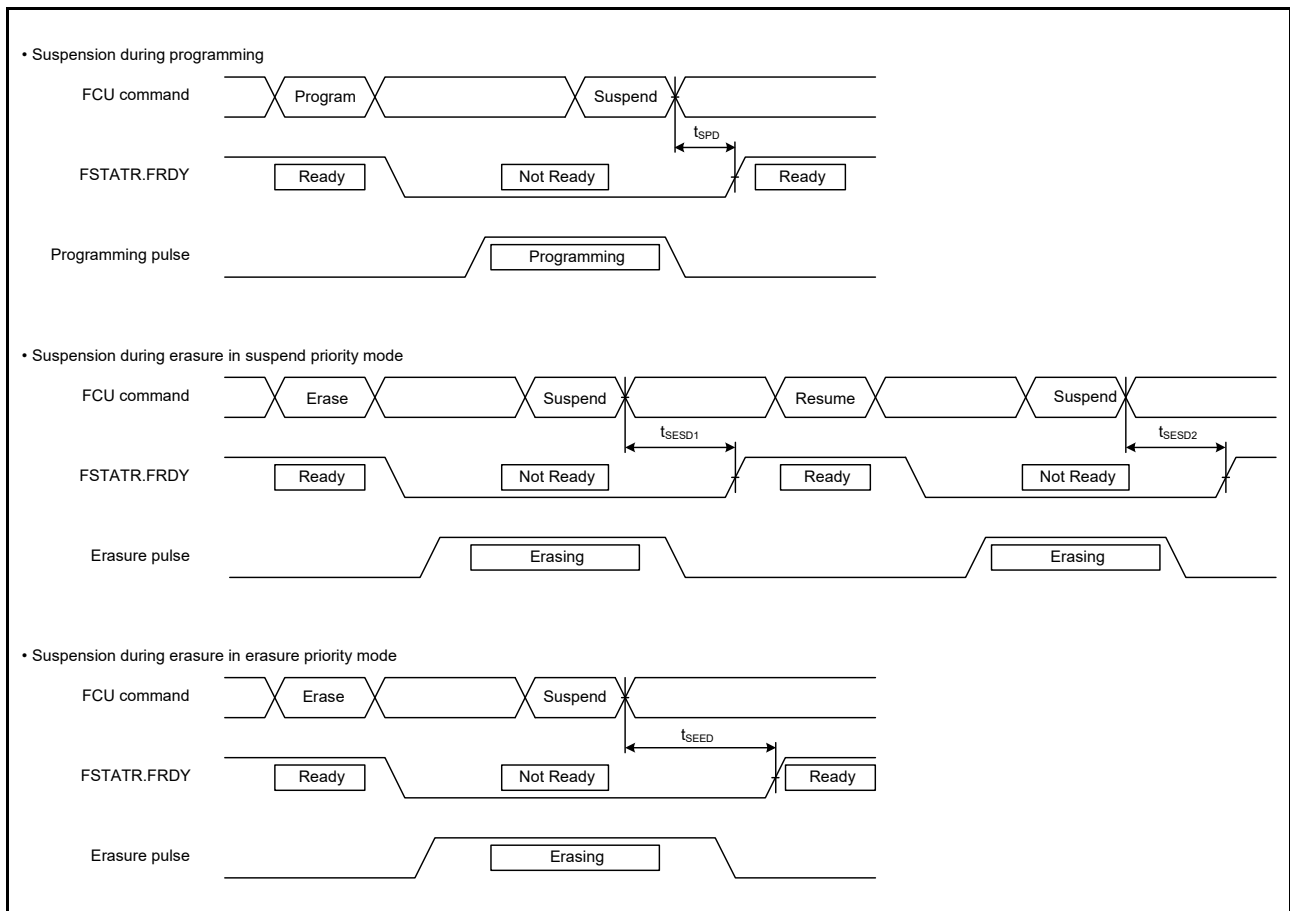 • Suspension during programming
FCU command
Program
Suspend
tSPD
FSTATR.FRDY
Ready
Not Ready
Ready
Programming pulse
Programming
• Suspension during erasure in suspend priority mode
FCU command
Erase
Suspend
Resume
Suspend
tSESD1
tSESD2
FSTATR.FRDY
Ready
Not Ready
Ready
Not Ready
Erasure pulse
Erasing
Erasing
• Suspension during erasure in erasure priority mode
FCU command
Erase
Suspend
tSEED
FSTATR.FRDY
Ready
Not Ready
Ready
Erasure pulse
Erasing